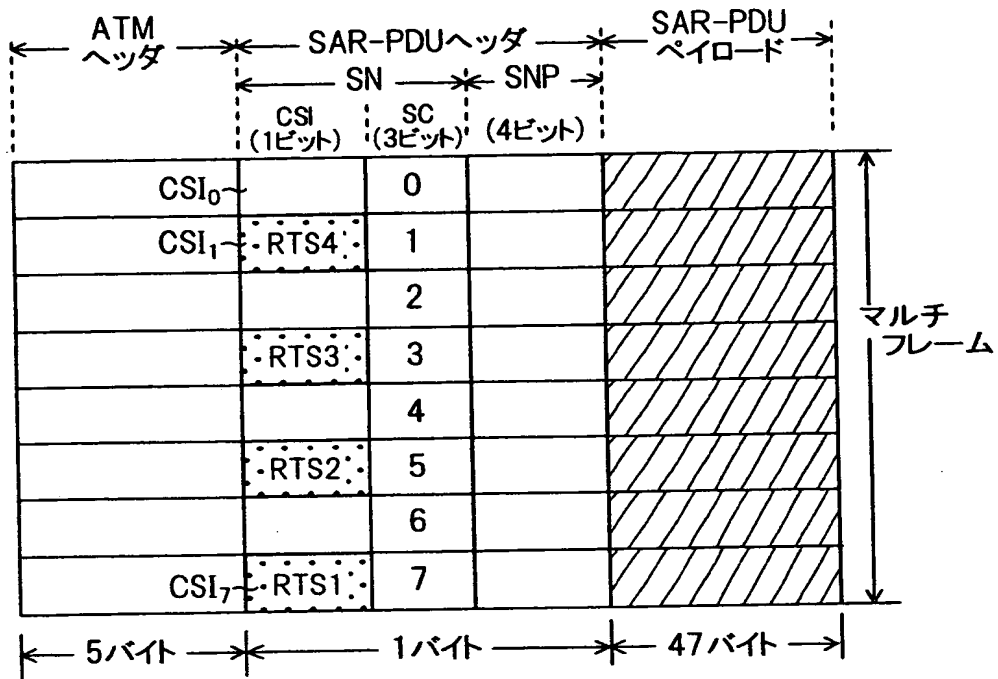 ATM
ヘッダ
SAR-PDUヘッダ
SAR-PDU
ペイロード
SN
SNP
CSI
(1ビット)
SC
(3ビット)
(4ビット)
CSI₀
0
CSI₁
RTS4
1
2
RTS3
3
4
RTS2
5
6
CSI₇
RTS1
7
マルチ
フレーム
5バイト
1バイト
47バイト